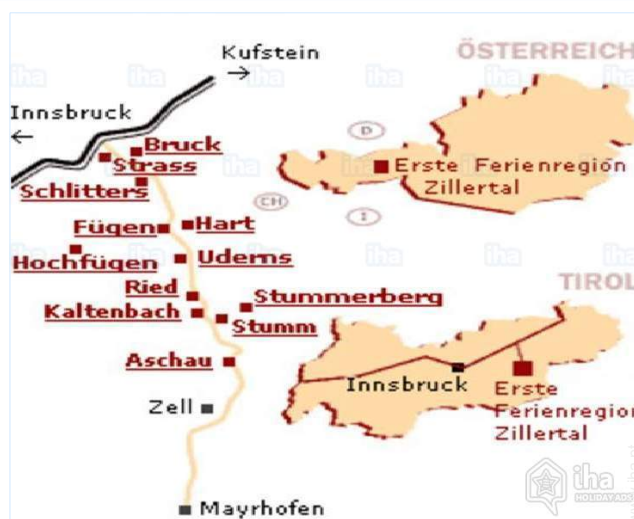 Kufstein
ÖSTERREICH
Innsbruck
Bruck
Strass
Schlitters
D
Erste Ferienregion
Zillertal
CH
I
Fügen
Hart
Hochfügen
Uderns
TIROL
Ried
Stummerberg
Kaltenbach
Stumm
Aschau
Innsbruck
Erste
Ferienregion
Zillertal
Zell
Mayrhofen
iha
HOLIDAY ADS